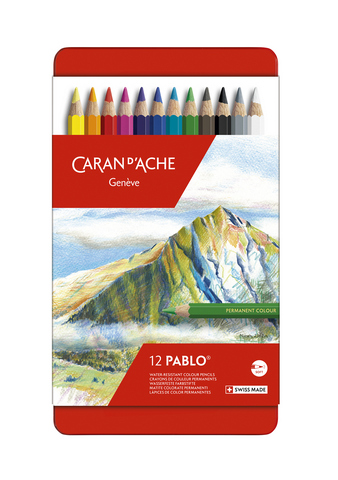 CARAN D'ACHE
Genève
PERMANENT COLOUR
12 PABLO®
WATER-RESISTANT COLOUR PENCILS
CRAYONS DE COULEUR PERMANENTS
WASSERFESTE FARBSTIFTE
MATITE COLORATE PERMANENTI
LÁPICES DE COLOR PERMANENTES
SOFT
SWISS MADE